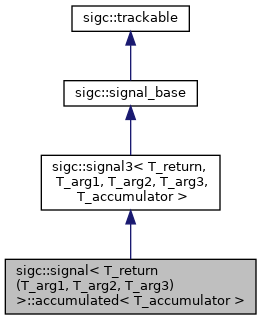 sigc::trackable
sigc::signal_base
sigc::signal3< T_return,
T_arg1, T_arg2, T_arg3,
T_accumulator >
sigc::signal< T_return
(T_arg1, T_arg2, T_arg3)
>::accumulated< T_accumulator >